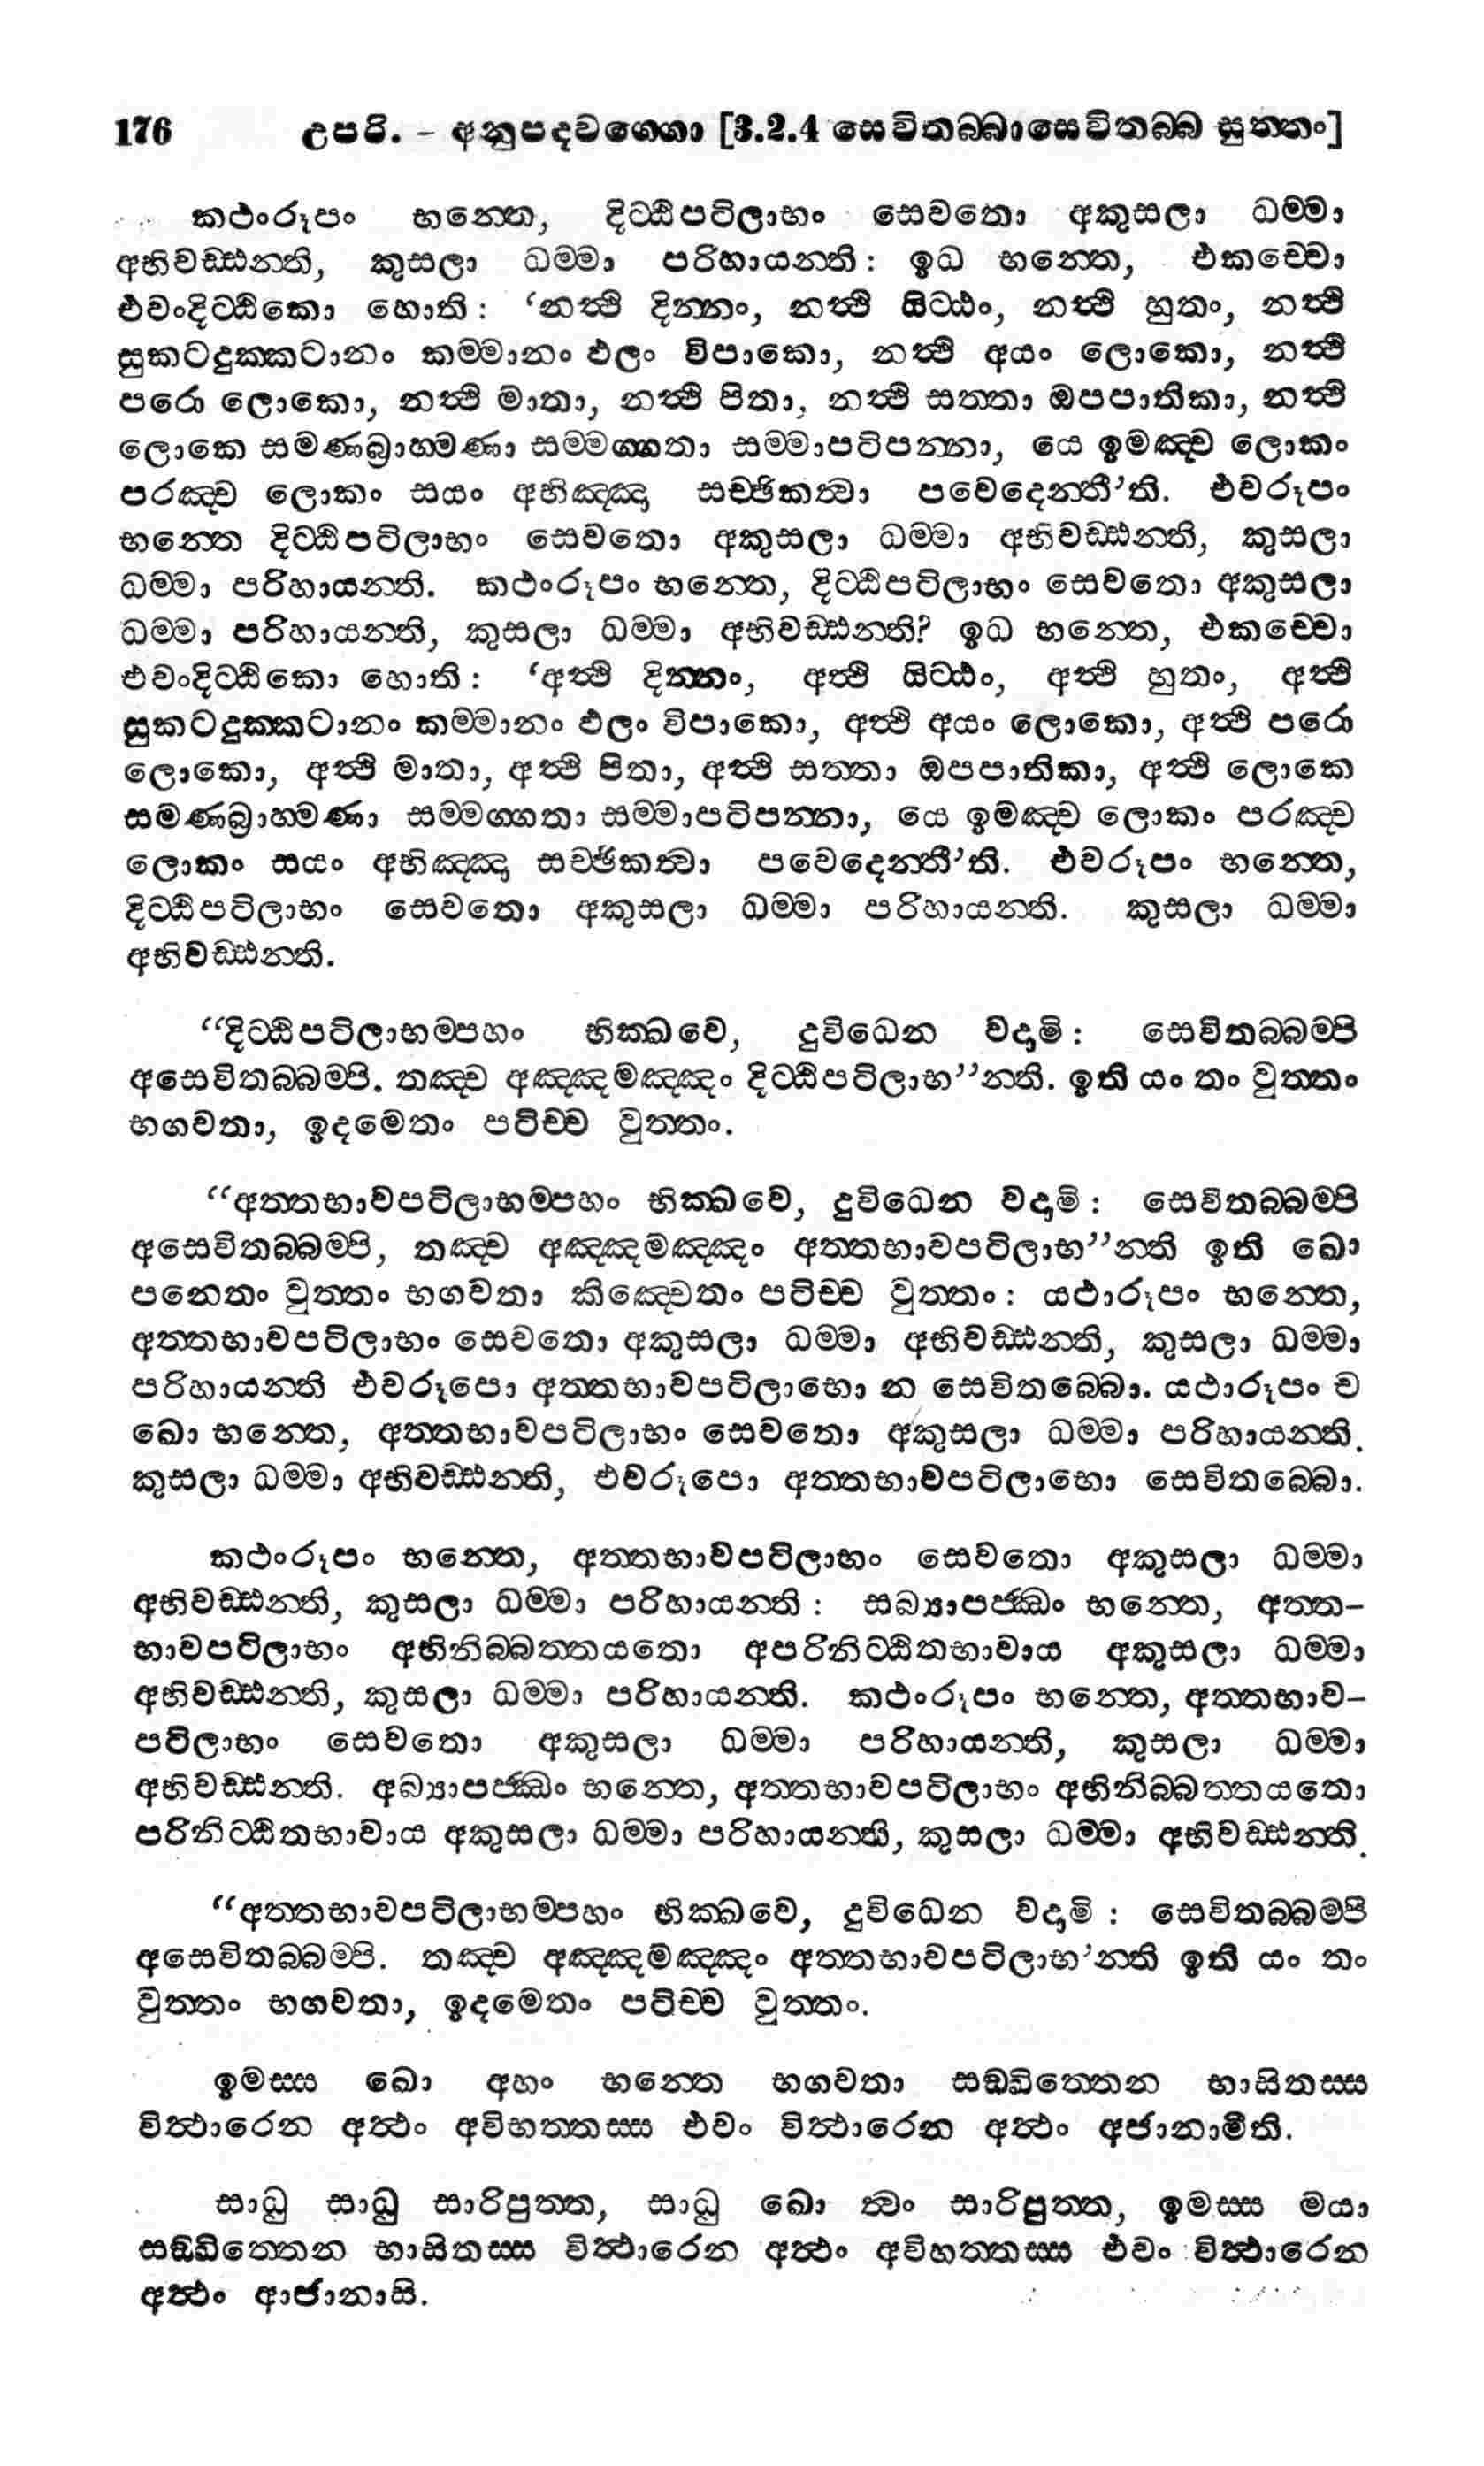 176 උපරි. - අනුපදවග්ගො [3.2.4 සෙවිතබ්බාසෙවිතබ්බ සුත්තං]
කථංරූපං භන්තෙ, දිට්ඨිපටිලාභං සෙවතො අකුසලා ධම්මා
අභිවඩ්ඪන්ති, කුසලා ධම්මා පරිහායන්ති: ඉධ භන්තෙ, එකච්චො
එවංදිට්ඨිකො හොති: ‘නත්ථි දින්නං, නත්ථි යිට්ඨං, නත්ථි හුතං, නත්ථි
සුකටදුක්කටානං කම්මානං ඵලං විපාකො, නත්ථි අයං ලොකො, නත්ථි
පරො ලොකො, නත්ථි මාතා, නත්ථි පිතා, නත්ථි සත්තා ඔපපාතිකා, නත්ථි
ලොකෙ සමණබ්‍රාහ්මණා සම්මග්ගතා සම්මාපටිපන්නා, යෙ ඉමඤ්ච ලොකං
පරඤ්ච ලොකං සයං අභිඤ්ඤා සච්ඡිකත්වා පවෙදෙන්තී’ති. එවරූපං
භන්තෙ දිට්ඨිපටිලාභං සෙවතො අකුසලා ධම්මා අභිවඩ්ඪන්ති, කුසලා
ධම්මා පරිහායන්ති. කථංරූපං භන්තෙ, දිට්ඨිපටිලාභං සෙවතො අකුසලා
ධම්මා පරිහායන්ති, කුසලා ධම්මා අභිවඩ්ඪන්ති? ඉධ භන්තෙ, එකච්චො
එවංදිට්ඨිකො හොති: ‘අත්ථි දින්නං, අත්ථි යිට්ඨං, අත්ථි හුතං, අත්ථි
සුකටදුක්කටානං කම්මානං ඵලං විපාකො, අත්ථි අයං ලොකො, අත්ථි පරො
ලොකො, අත්ථි මාතා, අත්ථි පිතා, අත්ථි සත්තා ඔපපාතිකා, අත්ථි ලොකෙ
සමණබ්‍රාහ්මණා සම්මග්ගතා සම්මාපටිපන්නා, යෙ ඉමඤ්ච ලොකං පරඤ්ච
ලොකං සයං අභිඤ්ඤා සච්ඡිකත්වා පවෙදෙන්තී’ති. එවරූපං භන්තෙ,
දිට්ඨිපටිලාභං සෙවතො අකුසලා ධම්මා පරිහායන්ති. කුසලා ධම්මා
අභිවඩ්ඪන්ති.
“දිට්ඨිපටිලාභම්පහං භික්ඛවෙ, දුවිධෙන වදාමි: සෙවිතබ්බම්පි
අසෙවිතබ්බම්පි. තඤ්ච අඤ්ඤමඤ්ඤං දිට්ඨිපටිලාභ”න්ති. ඉති යං තං වුත්තං
භගවතා, ඉදමෙතං පටිච්ච වුත්තං.
“අත්තභාවපටිලාභම්පහං භික්ඛවෙ, දුවිධෙන වදාමි: සෙවිතබ්බම්පි
අසෙවිතබ්බම්පි, තඤ්ච අඤ්ඤමඤ්ඤං අත්තභාවපටිලාභ”න්ති ඉති ඛො
පනෙතං වුත්තං භගවතා කිඤ්චෙතං පටිච්ච වුත්තං: යථාරූපං භන්තෙ,
අත්තභාවපටිලාභං සෙවතො අකුසලා ධම්මා අභිවඩ්ඪන්ති, කුසලා ධම්මා
පරිහායන්ති එවරූපො අත්තභාවපටිලාභො න සෙවිතබ්බො. යථාරූපං ච
ඛො භන්තෙ, අත්තභාවපටිලාභං සෙවතො අකුසලා ධම්මා පරිහායන්ති.
කුසලා ධම්මා අභිවඩ්ඪන්ති, එවරූපො අත්තභාවපටිලාභො සෙවිතබ්බො.
කථංරූපං භන්තෙ, අත්තභාවපටිලාභං සෙවතො අකුසලා ධම්මා
අභිවඩ්ඪන්ති, කුසලා ධම්මා පරිහායන්ති: සබ්‍යාපජ්ඣං භන්තෙ, අත්ත-
භාවපටිලාභං අභිනිබ්බත්තයතො අපරිනිට්ඨිතභාවාය අකුසලා ධම්මා
අභිවඩ්ඪන්ති, කුසලා ධම්මා පරිහායන්ති. කථංරූපං භන්තෙ, අත්තභාව-
පටිලාභං සෙවතො අකුසලා ධම්මා පරිහායන්ති, කුසලා ධම්මා
අභිවඩ්ඪන්ති. අබ්‍යාපජ්ඣං භන්තෙ, අත්තභාවපටිලාභං අභිනිබ්බත්තයතො
පරිනිට්ඨිතභාවාය අකුසලා ධම්මා පරිහායන්ති, කුසලා ධම්මා අභිවඩ්ඪන්ති.
“අත්තභාවපටිලාභම්පහං භික්ඛවෙ, දුවිධෙන වදාමි: සෙවිතබ්බම්පි
අසෙවිතබ්බම්පි. තඤ්ච අඤ්ඤමඤ්ඤං අත්තභාවපටිලාභ’න්ති ඉති යං තං
වුත්තං භගවතා, ඉදමෙතං පටිච්ච වුත්තං.
ඉමස්ස ඛො අහං භන්තෙ භගවතා සඞ්ඛිත්තෙන භාසිතස්ස
විත්ථාරෙන අත්ථං අවිභත්තස්ස එවං විත්ථාරෙන අත්ථං අජානාමීති.
සාධු සාධු සාරිපුත්ත, සාධු ඛො ත්වං සාරිපුත්ත, ඉමස්ස මයා
සඞ්ඛිත්තෙන භාසිතස්ස විත්ථාරෙන අත්ථං අවිභත්තස්ස එවං විත්ථාරෙන
අත්ථං ආජානාසි.